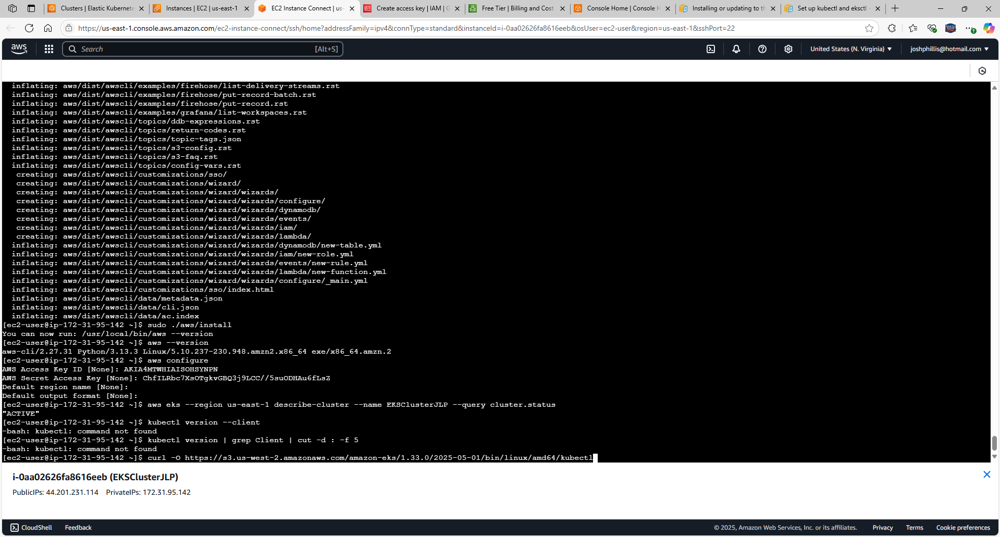 Clusters | Elastic Kubernete
Instances | EC2 | us-east-1
EC2 Instance Connect | us-
Create access key | IAM | G
Free Tier | Billing and Cost
Console Home | Console H
Installing or updating to th
Set up kubectl and eksctl -
https://us-east-1.console.aws.amazon.com/ec2-instance-connect/ssh/home?addressFamily=ipv4&connType=standard&instanceId=i-0aa02626fa8616eeb&osUser=ec2-user&region=us-east-1&sshPort=22
aws
Search
[Alt+S]
United States (N. Virginia)
joshphillis@hotmail.com
inflating: aws/dist/awscli/examples/firehose/list-delivery-streams.rst
inflating: aws/dist/awscli/examples/firehose/put-record-batch.rst
inflating: aws/dist/awscli/examples/firehose/put-record.rst
inflating: aws/dist/awscli/examples/grafana/list-workspaces.rst
inflating: aws/dist/awscli/topics/ddb-expressions.rst
inflating: aws/dist/awscli/topics/return-codes.rst
inflating: aws/dist/awscli/topics/topic-tags.json
inflating: aws/dist/awscli/topics/s3-config.rst
inflating: aws/dist/awscli/topics/s3-faq.rst
inflating: aws/dist/awscli/topics/config-vars.rst
creating: aws/dist/awscli/customizations/sso/
creating: aws/dist/awscli/customizations/wizard/
creating: aws/dist/awscli/customizations/wizard/wizards/
creating: aws/dist/awscli/customizations/wizard/wizards/configure/
creating: aws/dist/awscli/customizations/wizard/wizards/dynamodb/
creating: aws/dist/awscli/customizations/wizard/wizards/events/
creating: aws/dist/awscli/customizations/wizard/wizards/iam/
creating: aws/dist/awscli/customizations/wizard/wizards/lambda/
inflating: aws/dist/awscli/customizations/wizard/wizards/dynamodb/new-table.yml
inflating: aws/dist/awscli/customizations/wizard/wizards/iam/new-role.yml
inflating: aws/dist/awscli/customizations/wizard/wizards/events/new-rule.yml
inflating: aws/dist/awscli/customizations/wizard/wizards/lambda/new-function.yml
inflating: aws/dist/awscli/customizations/wizard/wizards/configure/_main.yml
inflating: aws/dist/awscli/customizations/sso/index.html
inflating: aws/dist/awscli/data/metadata.json
inflating: aws/dist/awscli/data/cli.json
inflating: aws/dist/awscli/data/ac.index
[ec2-user@ip-172-31-95-142 ~]$ sudo ./aws/install
You can now run: /usr/local/bin/aws --version
[ec2-user@ip-172-31-95-142 ~]$ aws --version
aws-cli/2.27.31 Python/3.13.3 Linux/5.10.237-230.948.amzn2.x86_64 exe/x86_64.amzn.2
[ec2-user@ip-172-31-95-142 ~]$ aws configure
AWS Access Key ID [None]: AKIA4MTWHIAISOHSYNPN
AWS Secret Access Key [None]: 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
Default region name [None]:
Default output format [None]:
[ec2-user@ip-172-31-95-142 ~]$ aws eks --region us-east-1 describe-cluster --name EKSClusterJLP --query cluster.status
"ACTIVE"
[ec2-user@ip-172-31-95-142 ~]$ kubectl version --client
-bash: kubectl: command not found
[ec2-user@ip-172-31-95-142 ~]$ kubectl version | grep Client | cut -d : -f 5
-bash: kubectl: command not found
[ec2-user@ip-172-31-95-142 ~]$ curl -O https://s3.us-west-2.amazonaws.com/amazon-eks/1.33.0/2025-05-01/bin/linux/amd64/kubectl
i-0aa02626fa8616eeb (EKSClusterJLP)
PublicIPs: 44.201.231.114 PrivateIPs: 172.31.95.142
CloudShell
Feedback
© 2025, Amazon Web Services, Inc. or its affiliates.
Privacy
Terms
Cookie preferences